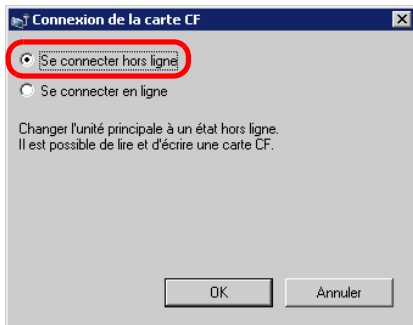 Connexion de la carte CF
Se connecter hors ligne
Se connecter en ligne
Changer l'unité principale à un état hors ligne.
Il est possible de lire et d'écrire une carte CF.
OK
Annuler